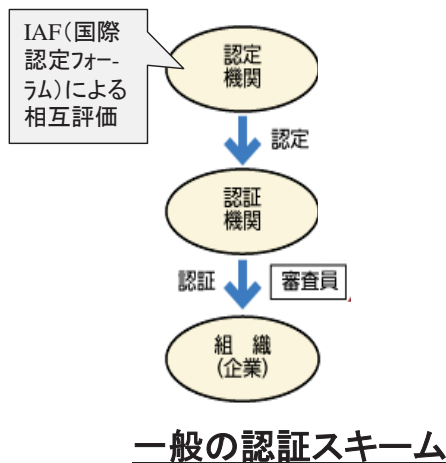 IAF(国際
認定フォー-
ラム)による
相互評価
認定
機関
認定
認証
機関
認証
審査員
組 織
(企業)
一般の認証スキーム